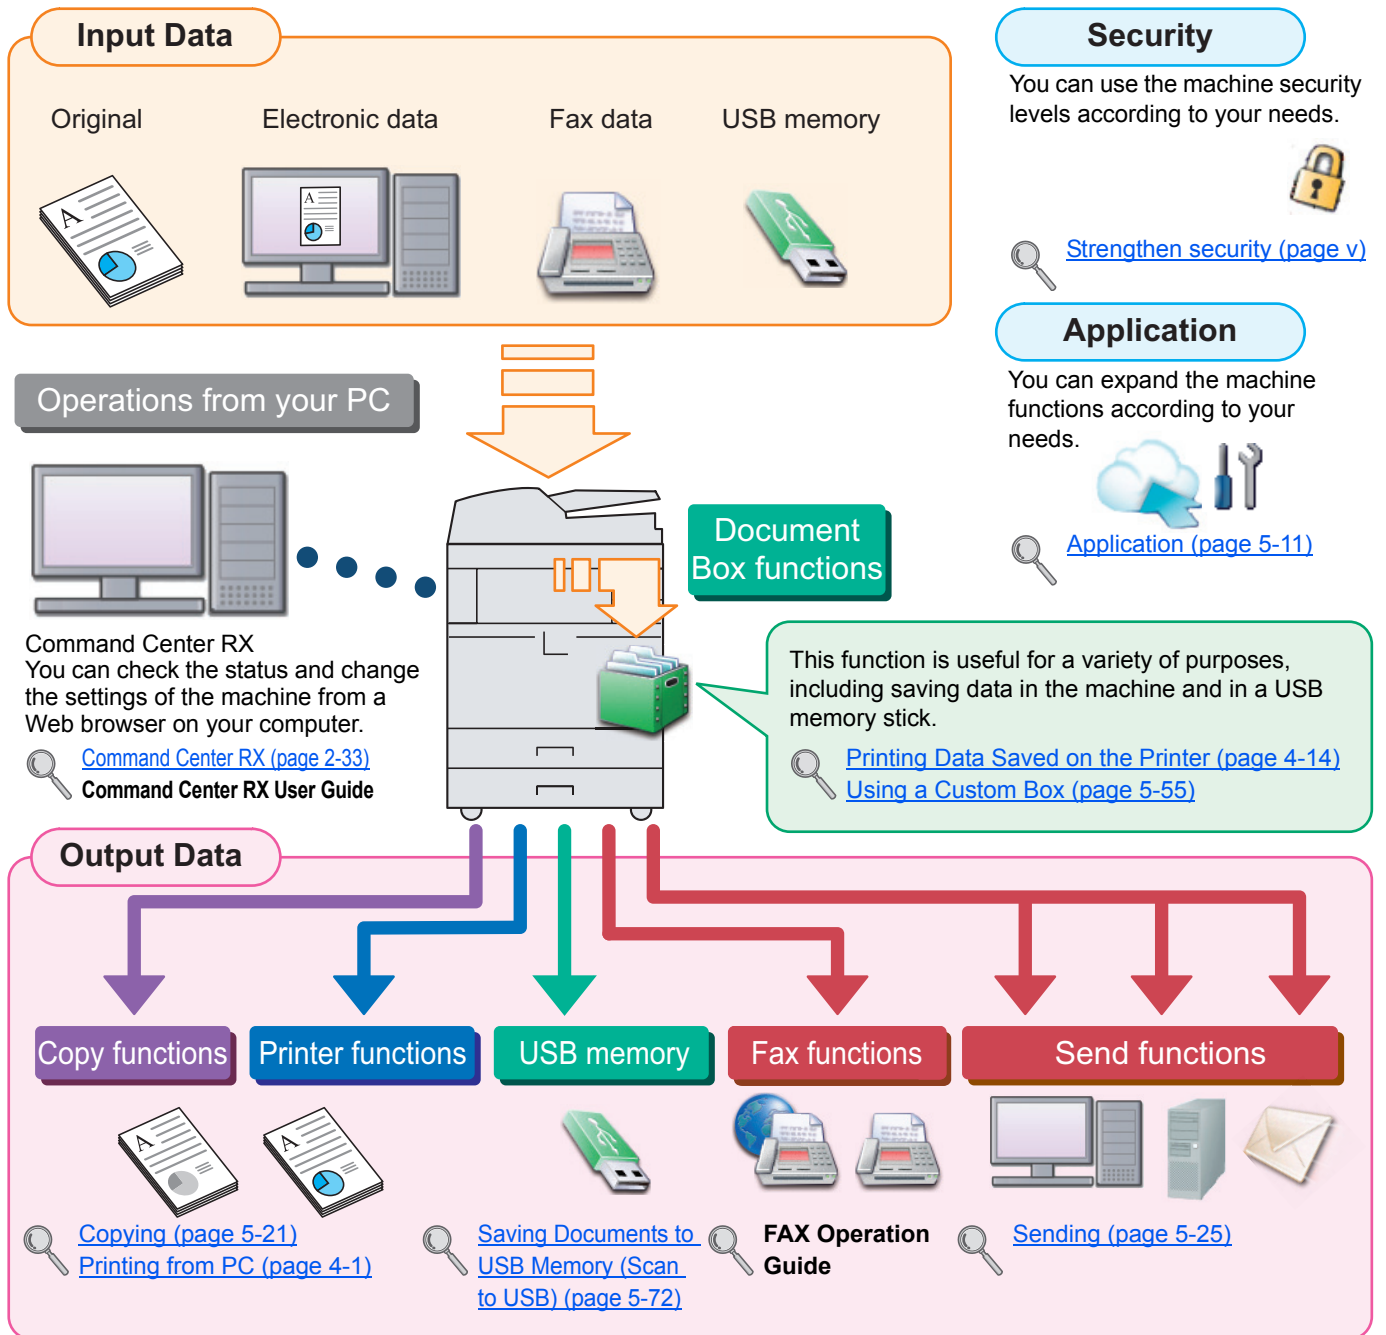 Input Data
Original
Electronic data
Fax data
USB memory
Security
You can use the machine security
levels according to your needs.
Strengthen security (page v)
Application
You can expand the machine
functions according to your
needs.
Application (page 5-11)
Operations from your PC
Command Center RX
You can check the status and change
the settings of the machine from a
Web browser on your computer.
Command Center RX (page 2-33)
Command Center RX User Guide
Document
Box functions
This function is useful for a variety of purposes,
including saving data in the machine and in a USB
memory stick.
Printing Data Saved on the Printer (page 4-14)
Using a Custom Box (page 5-55)
Output Data
Copy functions
Printer functions
USB memory
Fax functions
Send functions
A
A
A
A
Copying (page 5-21)
Printing from PC (page 4-1)
Saving Documents to
USB Memory (Scan
to USB) (page 5-72)
FAX Operation
Guide
Sending (page 5-25)